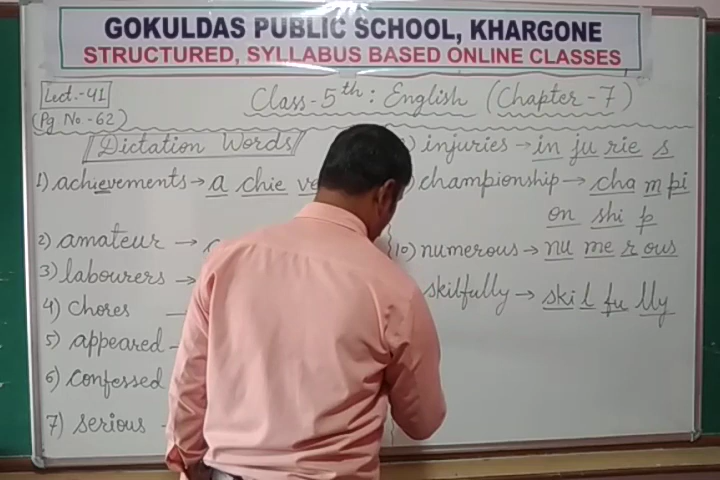 GOKULDAS PUBLIC SCHOOL, KHARGONE
STRUCTURED, SYLLABUS BASED ONLINE CLASSES
Lect.-41
(Pg No-62)
Class-5th: English (Chapter-7)
Dictation Words
1) achievements → a chie ve
2) amateur →
3) labourers →
4) Chores
5) appeared
6) Confessed
7) serious
) injuries → in ju rie s
) championship → cha m pi
on shi p
10) numerous → nu me r ous
skilfully → ski l fu lly